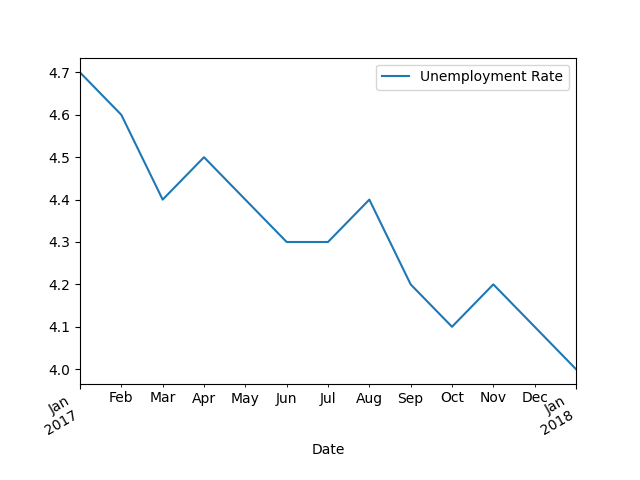 Unemployment Rate
4.7
4.6
4.5
4.4
4.3
4.2
4.1
4.0
Jan
2017
Feb Mar Apr May Jun Jul Aug Sep Oct Nov Dec
Jan
2018
Date